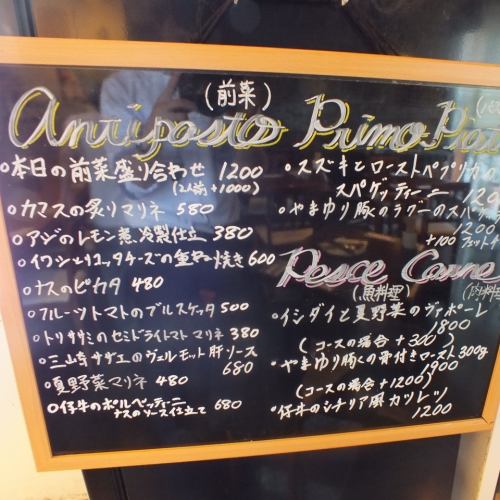 (前菜)
Antipasto
・本日の前菜盛り合わせ 1200
(2人前+1000)
・カマスの炙りマリネ 580
・アジのレモン煮冷製仕立 380
・イワシとリコッタチーズの重ね焼き 600
・ナスのピカタ 480
・フルーツトマトのブルスケッタ 500
・トリササミのセミドライトマトマリネ 380
・三崎サザエのヴェルモット肝ソース
680
・夏野菜マリネ 480
・仔牛のポルペッティーニ
ナスのソース仕立て 680
Primo Piat
・スズキとローストパプリカの
スパゲッティーニ 120
・やまゆり豚のラグーのスパゲ
1200
+100
Pesce Carne
(魚料理)
・イシダイと夏野菜のヴァポーレ
1800
(コースの場合+300)
・やまゆり豚の骨付きロースト300g
1900
(コースの場合+1200)
・仔牛のシチリア風カツレツ
1200